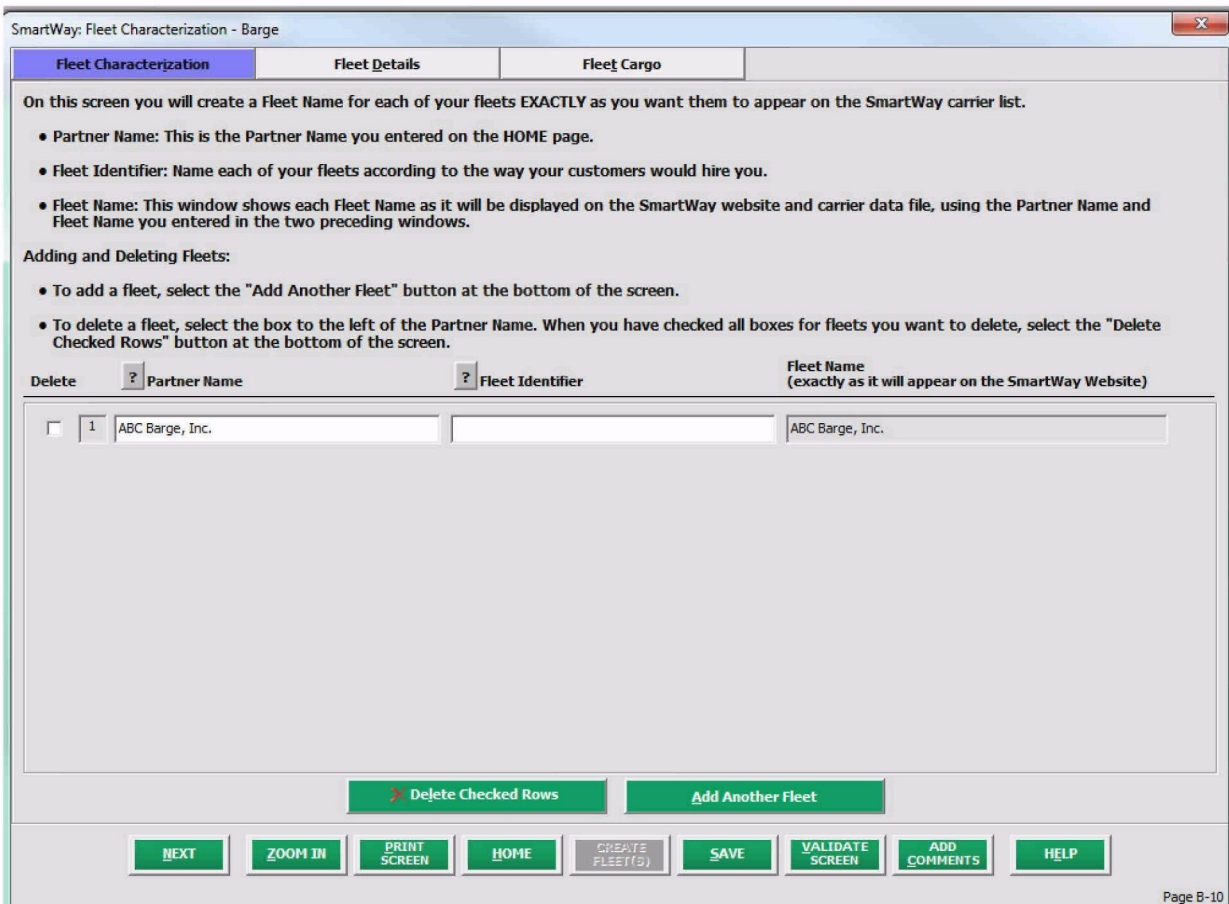 SmartWay: Fleet Characterization - Barge
X
Fleet Characterization Fleet Details Fleet Cargo
On this screen you will create a Fleet Name for each of your fleets EXACTLY as you want them to appear on the SmartWay carrier list.
• Partner Name: This is the Partner Name you entered on the HOME page.
• Fleet Identifier: Name each of your fleets according to the way your customers would hire you.
• Fleet Name: This window shows each Fleet Name as it will be displayed on the SmartWay website and carrier data file, using the Partner Name and
Fleet Name you entered in the two preceding windows.
Adding and Deleting Fleets:
• To add a fleet, select the "Add Another Fleet" button at the bottom of the screen.
• To delete a fleet, select the box to the left of the Partner Name. When you have checked all boxes for fleets you want to delete, select the "Delete
Checked Rows" button at the bottom of the screen.
Delete ? Partner Name ? Fleet Identifier
Fleet Name
(exactly as it will appear on the SmartWay Website)
1 ABC Barge, Inc. ABC Barge, Inc.
Delete Checked Rows Add Another Fleet
NEXT
ZOOM IN
PRINT
SCREEN
HOME
CREATE
FLEET(S)
SAVE
VALIDATE
SCREEN
ADD
COMMENTS
HELP
Page B-10